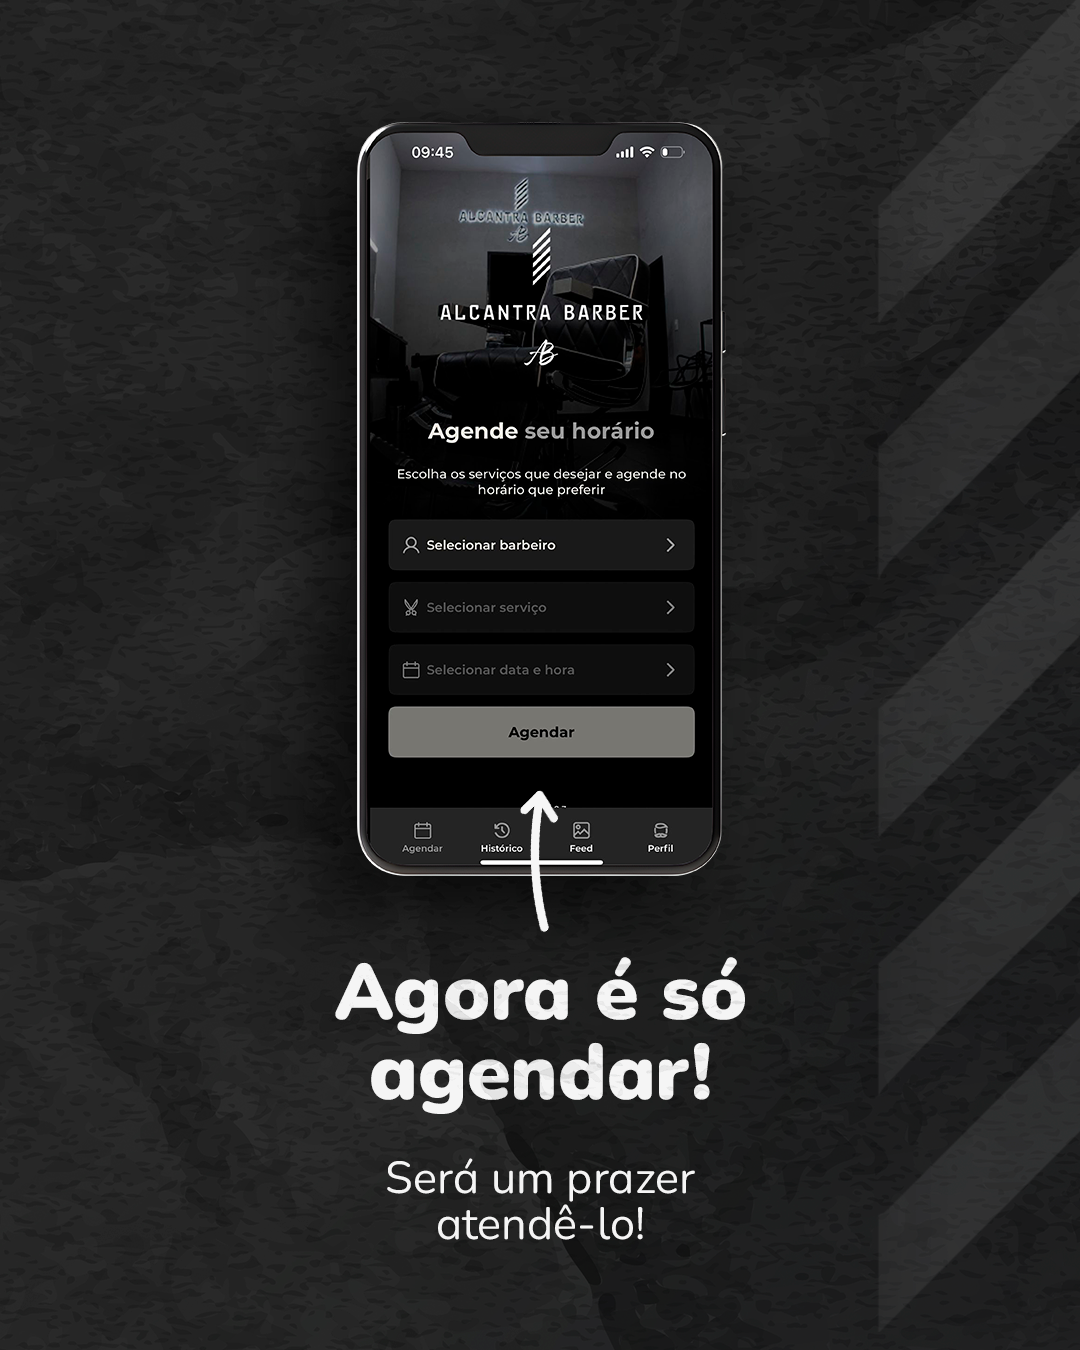 09:45
ALCANTRA BARBER
AB
ALCANTRA BARBER
AB
Agende seu horário
Escolha os serviços que desejar e agende no
horário que preferir
Selecionar barbeiro
Selecionar serviço
Selecionar data e hora
Agendar
Agendar
Histórico
Feed
Perfil
Agora é só
agendar!
Será um prazer
atendê-lo!